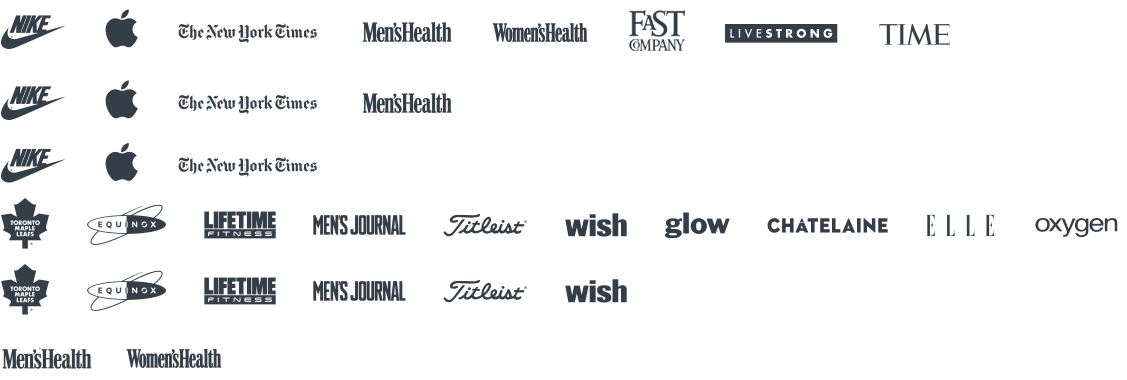 NIKE The New York Times Men'sHealth Women'sHealth FAST COMPANY LIVESTRONG TIME
NIKE The New York Times Men'sHealth
NIKE The New York Times
TORONTO MAPLE LEAFS EQUINOX LIFETIME FITNESS MEN'S JOURNAL Titleist wish glow CHATELAINE ELLE oxygen
TORONTO MAPLE LEAFS EQUINOX LIFETIME FITNESS MEN'S JOURNAL Titleist wish
Men'sHealth Women'sHealth